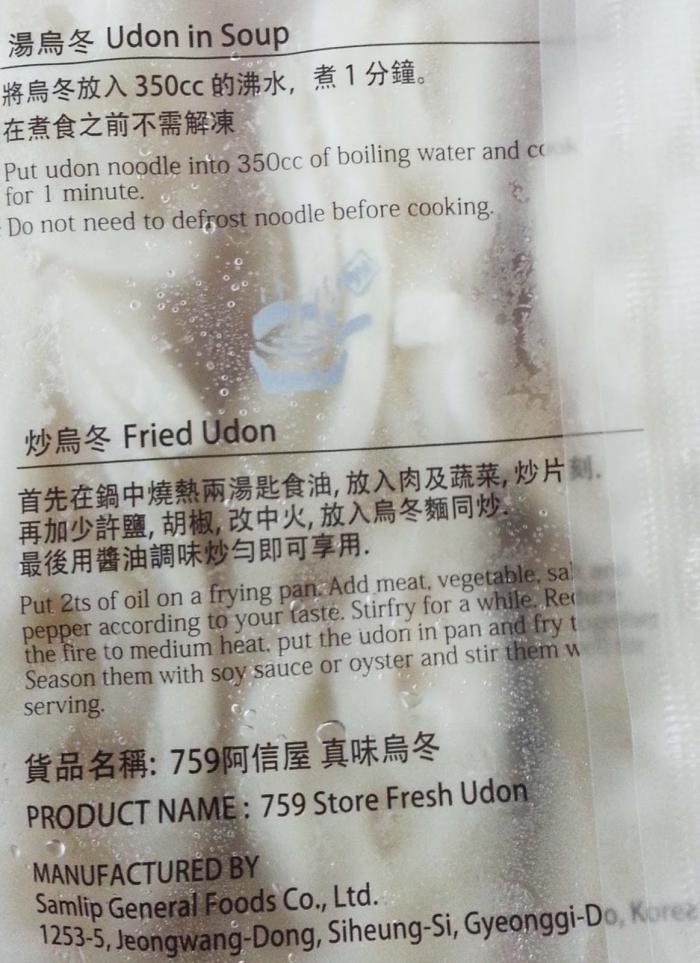 湯烏冬 Udon in Soup
將烏冬放入 350cc 的沸水，煮 1 分鐘。
在煮食之前不需解凍
Put udon noodle into 350cc of boiling water and
for 1 minute.
Do not need to defrost noodle before cooking.
炒烏冬 Fried Udon
首先在鍋中燒熱兩湯匙食油, 放入肉及蔬菜, 炒片刻.
再加少許鹽, 胡椒, 改中火, 放入烏冬麵同炒.
最後用醬油調味炒勻即可享用.
Put 2ts of oil on a frying pan. Add meat, vegetable,
pepper according to your taste. Stirfry for a while.
the fire to medium heat. put the udon in pan and fry
Season them with soy sauce or oyster and stir them
serving.
貨品名稱: 759阿信屋 真味烏冬
PRODUCT NAME : 759 Store Fresh Udon
MANUFACTURED BY
Samlip General Foods Co., Ltd.
1253-5, Jeongwang-Dong, Siheung-Si, Gyeonggi-Do, Korea